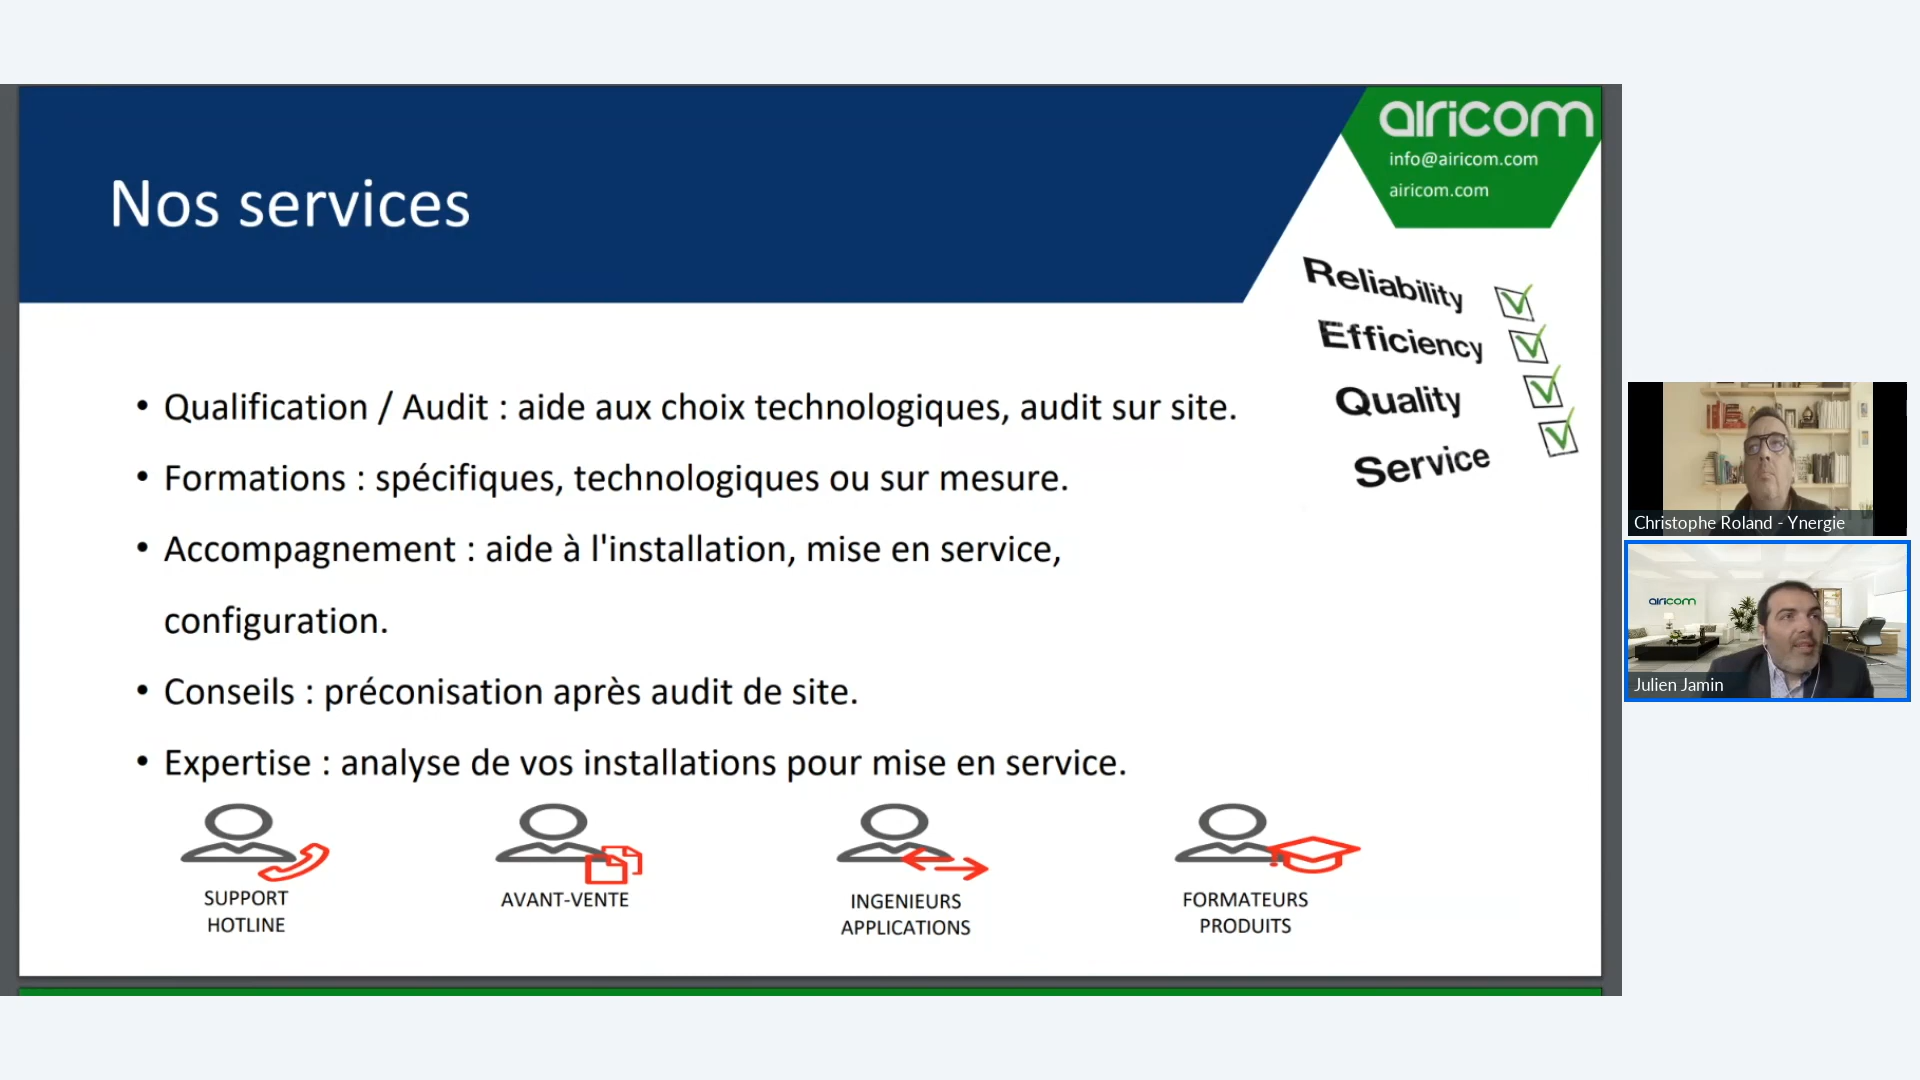 airicom
info@airicom.com
airicom.com
Nos services
Reliability
Efficiency
Quality
Service
• Qualification / Audit : aide aux choix technologiques, audit sur site.
• Formations : spécifiques, technologiques ou sur mesure.
• Accompagnement : aide à l'installation, mise en service,
configuration.
• Conseils : préconisation après audit de site.
• Expertise : analyse de vos installations pour mise en service.
SUPPORT
HOTLINE
AVANT-VENTE
INGENIEURS
APPLICATIONS
FORMATEURS
PRODUITS
Christophe Roland - Ynergie
airicom
Julien Jamin